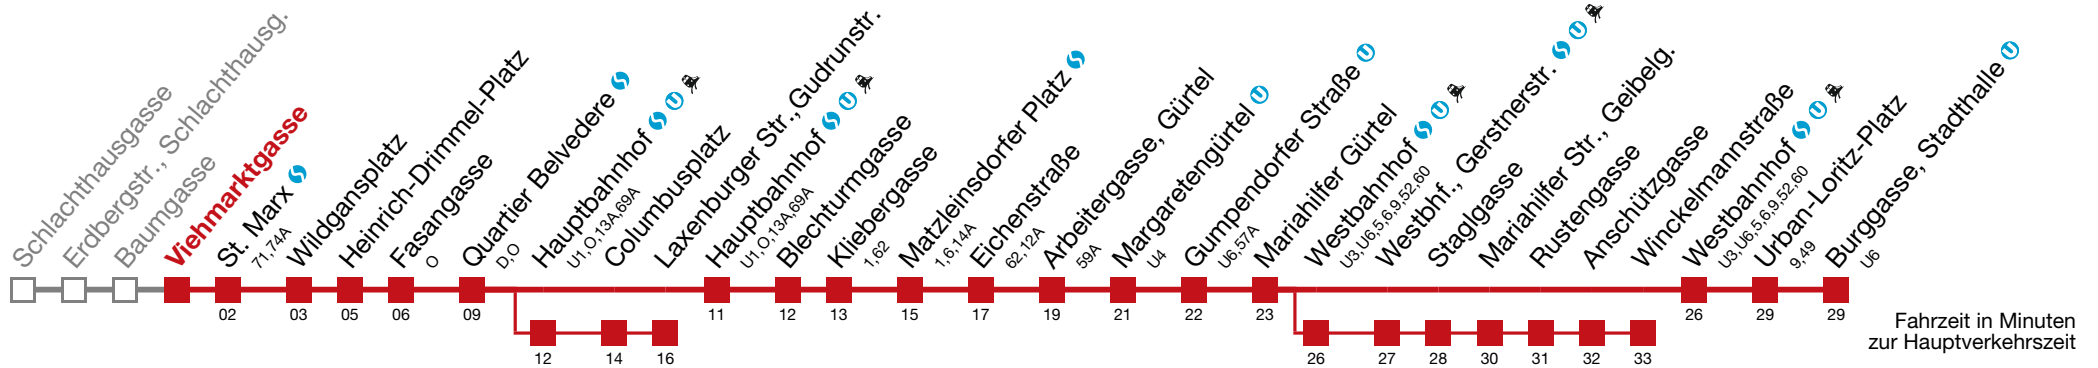 Schlachthausgasse
Erdbergstr., Schlachthausg.
Baumgasse
Viehmarktgasse
St. Marx
71,74A
Wildgansplatz
Heinrich-Drimmel-Platz
Fasangasse
O
Quartier Belvedere
D,O
Hauptbahnhof
U1,O,13A,69A
Columbusplatz
Laxenburger Str., Gudrunstr.
Hauptbahnhof
U1,O,13A,69A
Blechturmgasse
Kliebergasse
1,62
Matzleinsdorfer Platz
1,6,14A
Eichenstraße
62,12A
Arbeitergasse, Gürtel
59A
Margaretengürtel
U4
Gumpendorfer Straße
U6,57A
Mariahilfer Gürtel
Westbahnhof
U3,U6,5,6,9,52,60
Westbhf., Gerstnerstr.
Staglgasse
Mariahilfer Str., Geibelg.
Rustengasse
Anschützgasse
Winckelmannstraße
Westbahnhof
U3,U6,5,6,9,52,60
Urban-Loritz-Platz
9,49
Burggasse, Stadthalle
U6
02 03 05 06 09 11 12 13 15 17 19 21 22 23 26 29 29
12 14 16 26 27 28 30 31 32 33
Fahrzeit in Minuten
zur Hauptverkehrszeit